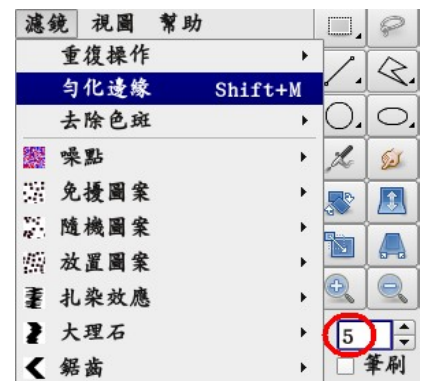 濾鏡 視圖 幫助
重復操作
勻化邊緣 Shift+M
去除色斑
噪點
免擾圖案
隨機圖案
放置圖案
扎染效應
大理石
5
鋸齒
筆刷